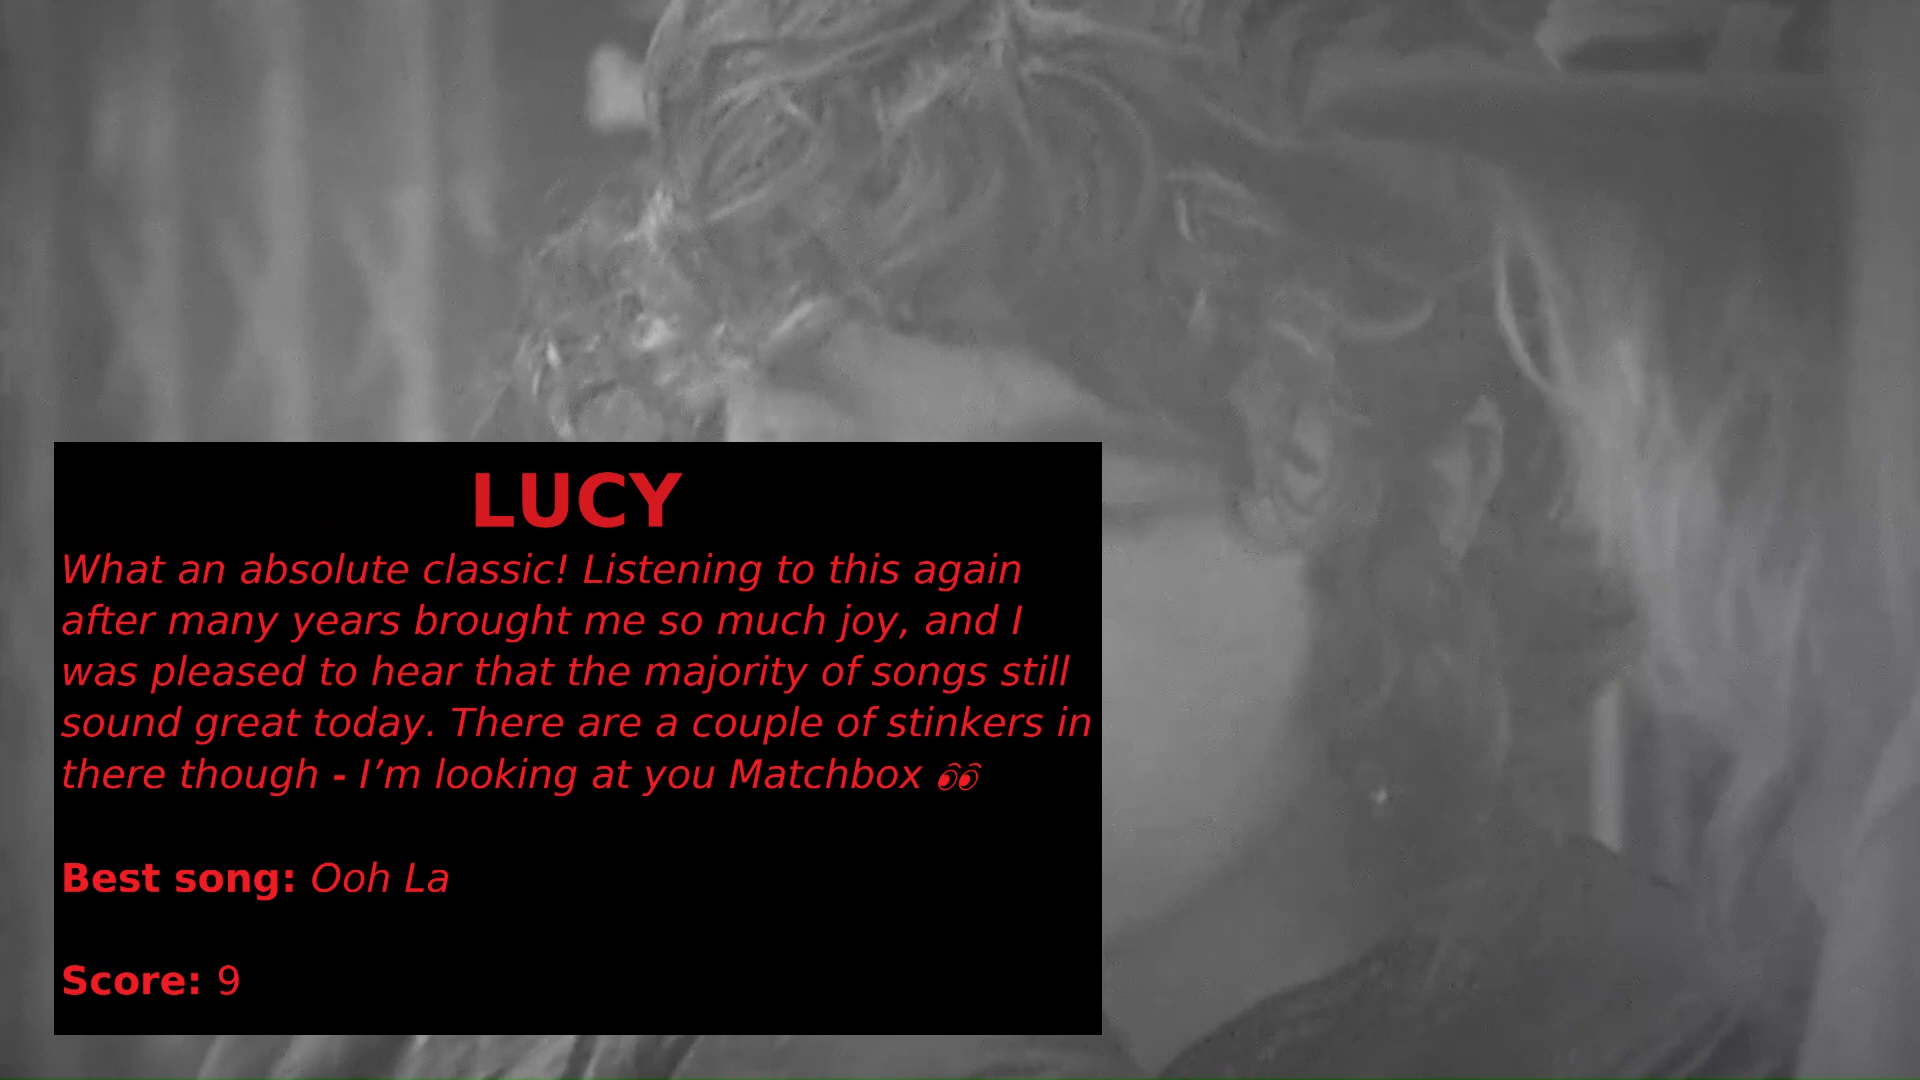 LUCY
What an absolute classic! Listening to this again
after many years brought me so much joy, and I
was pleased to hear that the majority of songs still
sound great today. There are a couple of stinkers in
there though - I’m looking at you Matchbox 👀
Best song: Ooh La
Score: 9